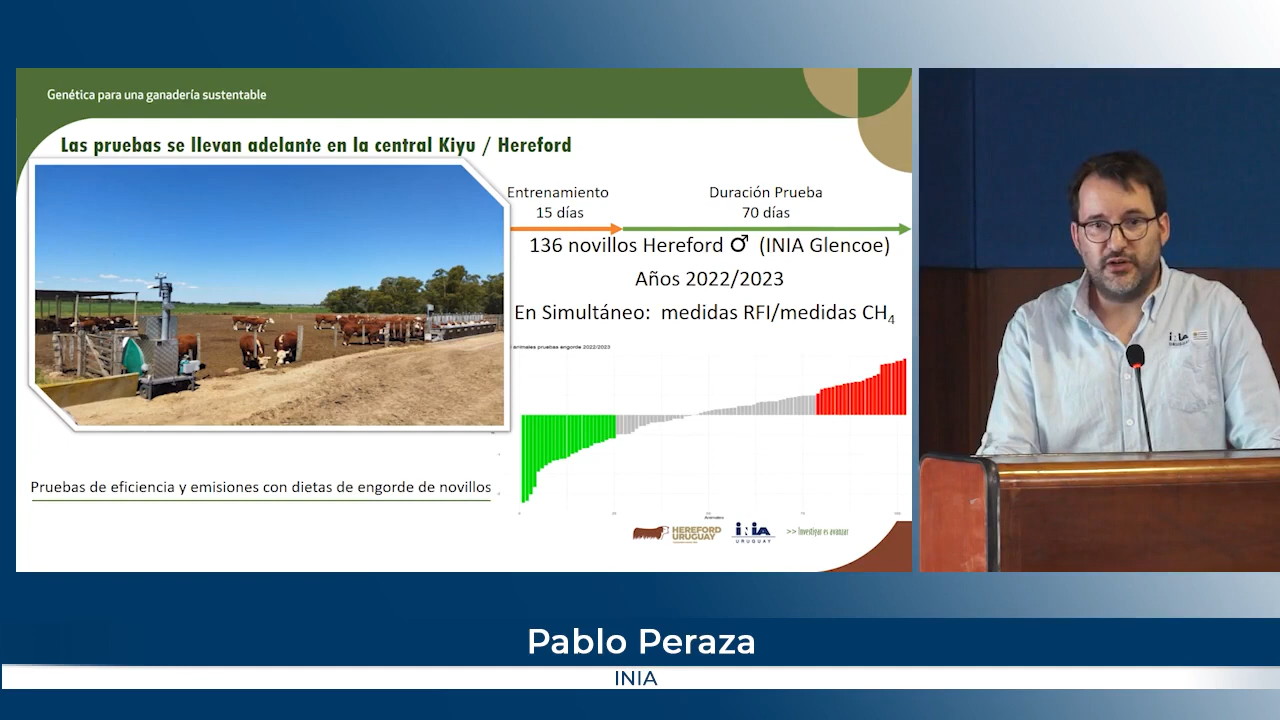 Genética para una ganadería sustentable
Las pruebas se llevan adelante en la central Kiyu / Hereford
Entrenamiento
15 días
Duración Prueba
70 días
136 novillos Hereford ♂ (INIA Glencoe)
Años 2022/2023
En Simultáneo: medidas RFI/medidas CH₄
animales pruebas engorde 2022/2023
Animales
Pruebas de eficiencia y emisiones con dietas de engorde de novillos
HEREFORD
URUGUAY
INIA
URUGUAY
>> Investigar es avanzar
INIA
URUGUAY
Pablo Peraza
INIA